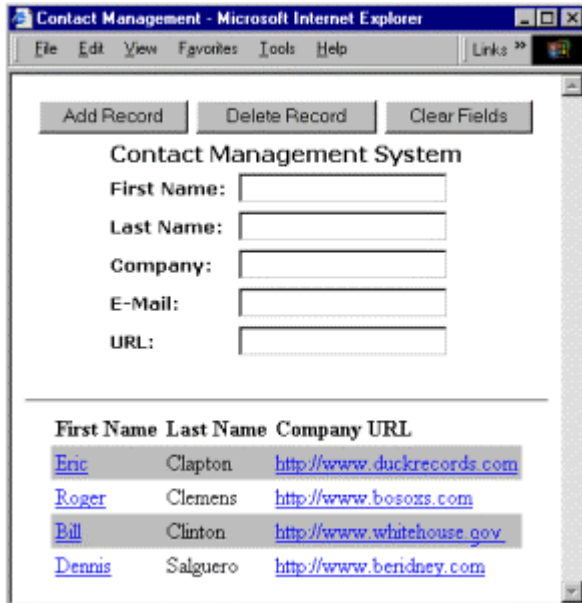 Contact Management - Microsoft Internet Explorer
File Edit View Favorites Tools Help Links »
Add Record Delete Record Clear Fields
Contact Management System
First Name:
Last Name:
Company:
E-Mail:
URL:
First Name Last Name Company URL
Eric Clapton http://www.duckrecords.com
Roger Clemens http://www.bosoxs.com
Bill Clinton http://www.whitehouse.gov
Dennis Salguero http://www.beridney.com